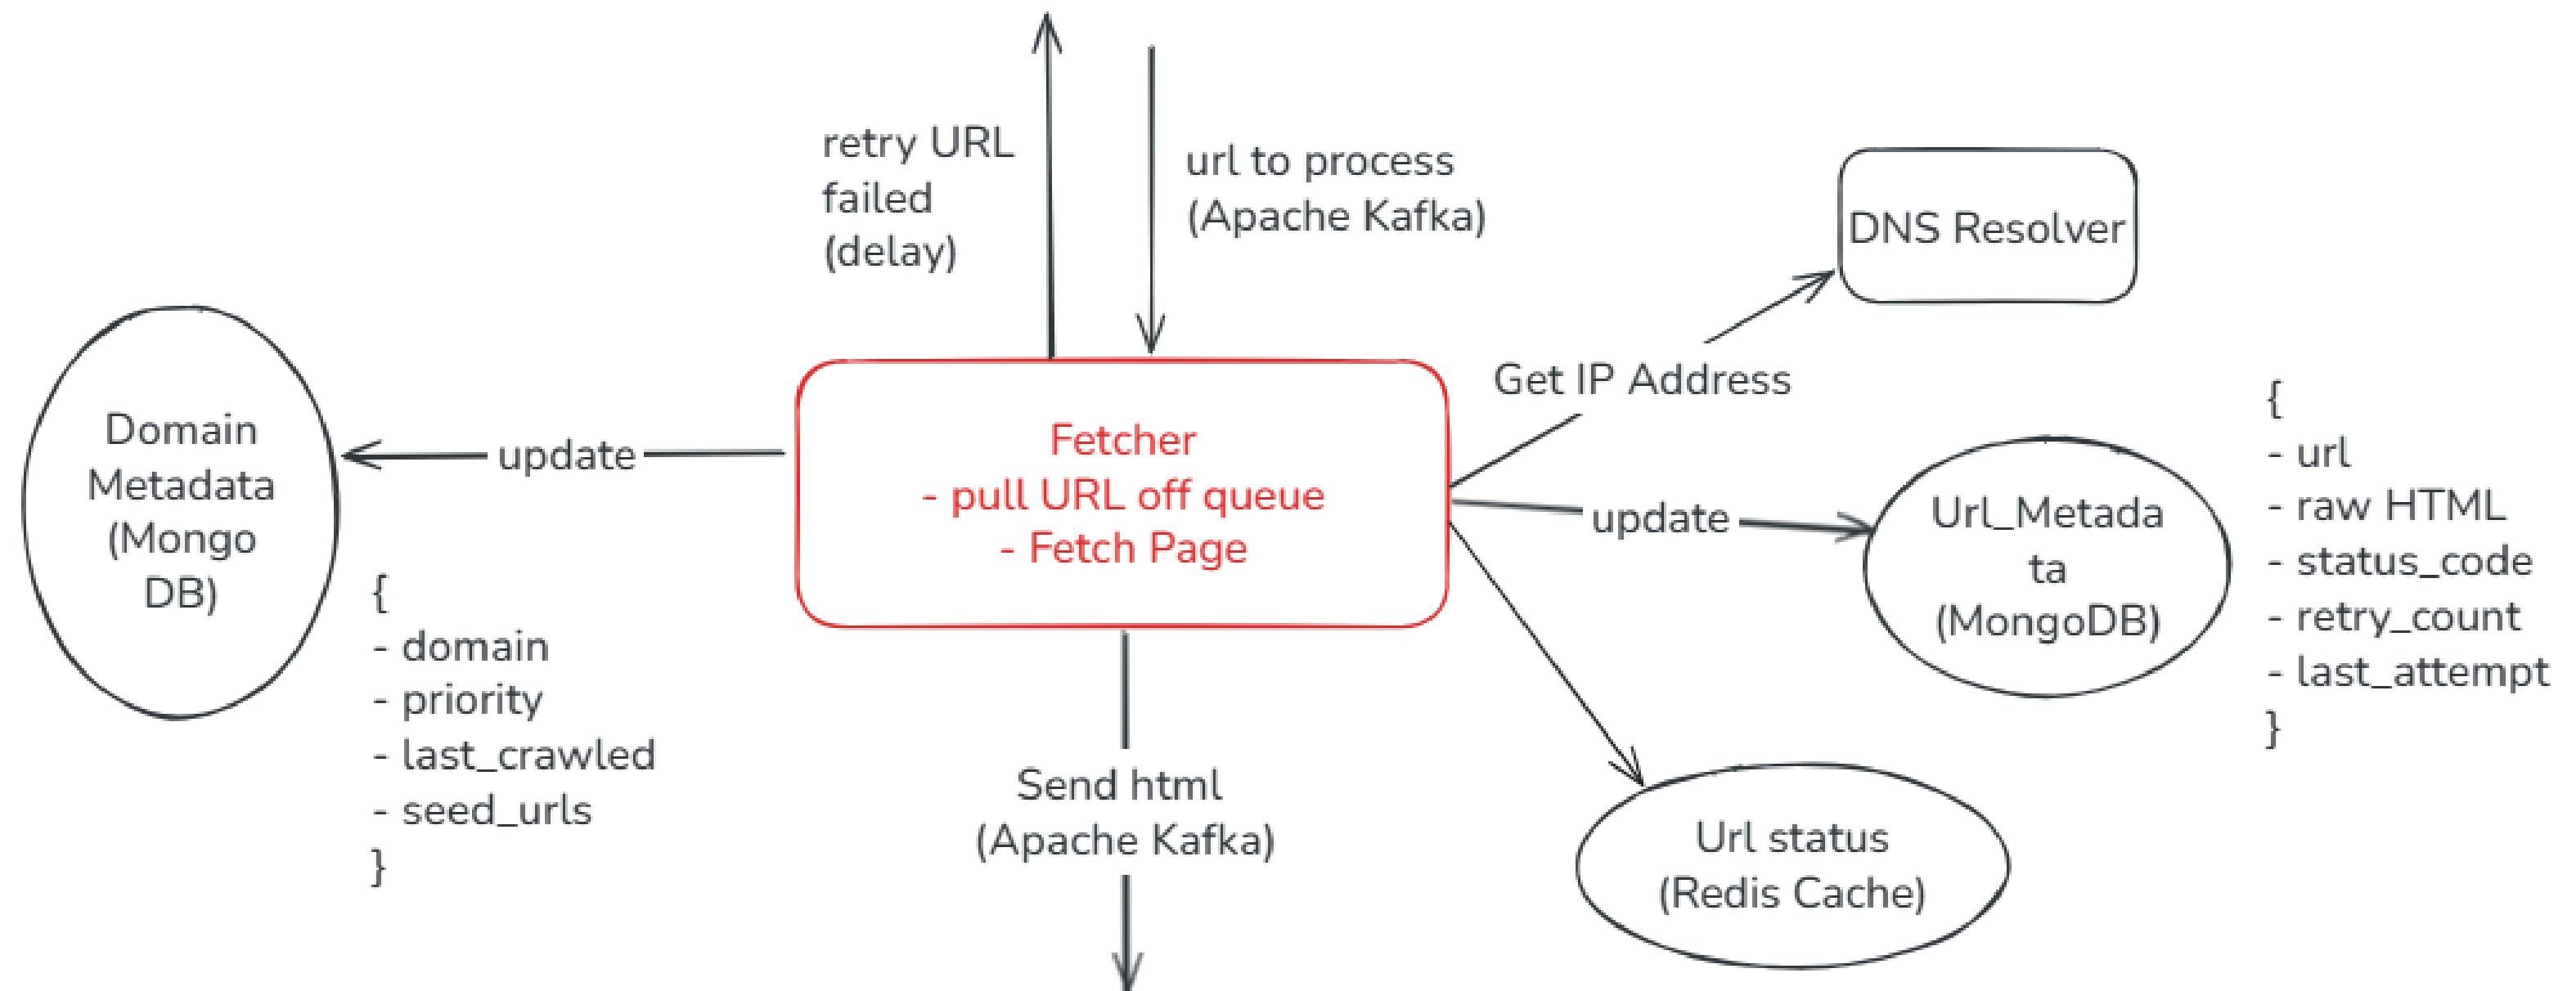 retry URL
failed
(delay)
url to process
(Apache Kafka)
DNS Resolver
Get IP Address
Domain
Metadata
(Mongo
DB)
update
Fetcher
- pull URL off queue
- Fetch Page
update
Url_Metada
ta
(MongoDB)
{
- url
- raw HTML
- status_code
- retry_count
- last_attempt
}
{
- domain
- priority
- last_crawled
- seed_urls
}
Send html
(Apache Kafka)
Url status
(Redis Cache)